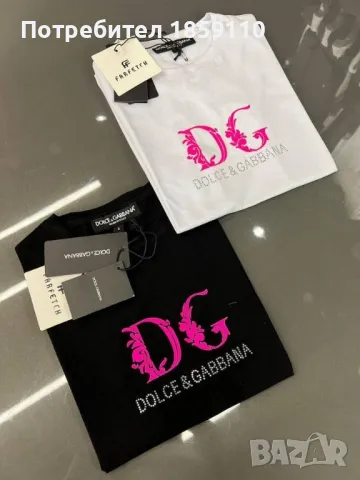 Потребител 1859110
FARFETCH
DOLCE & GABBANA
DG
DOLCE & GABBANA
FARFETCH
DOLCE & GABBANA
DOLCE & GABBANA
DG
DOLCE & GABBANA
BAZAR